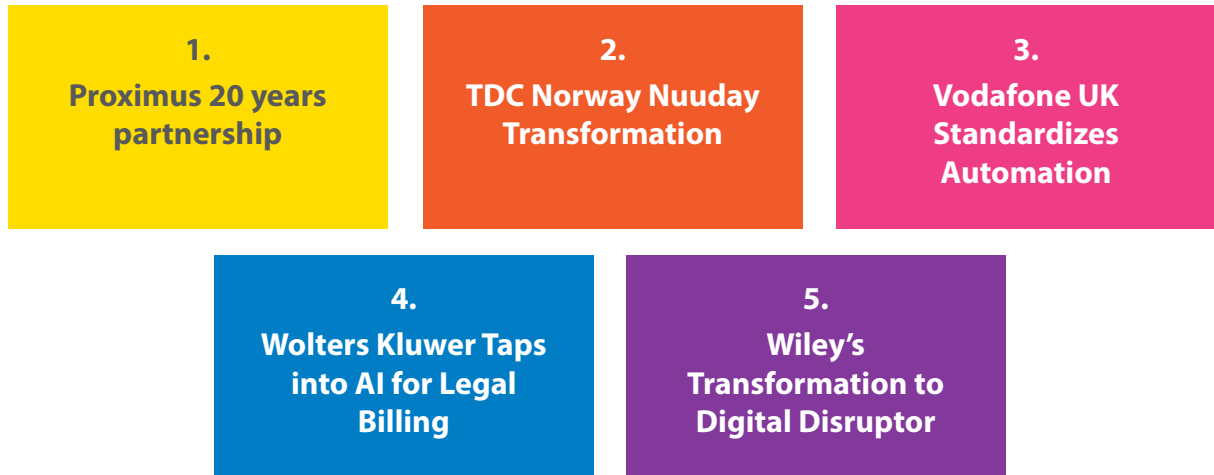 1.
Proximus 20 years
partnership
2.
TDC Norway Nuuday
Transformation
3.
Vodafone UK
Standardizes
Automation
4.
Wolters Kluwer Taps
into AI for Legal
Billing
5.
Wiley’s
Transformation to
Digital Disruptor